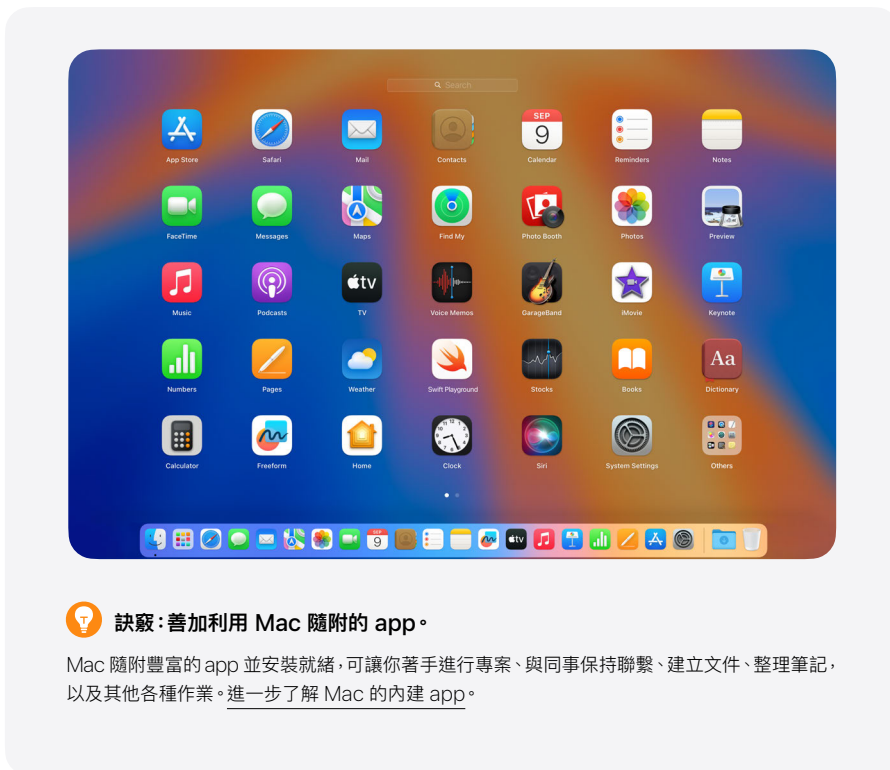 Search
App Store
Safari
Mail
Contacts
SEP
9
Calendar
Reminders
Notes
FaceTime
Messages
Maps
Find My
Photo Booth
Photos
Preview
Music
Podcasts
tv
TV
Voice Memos
GarageBand
iMovie
Keynote
Numbers
Pages
Weather
Swift Playground
Stocks
Books
Aa
Dictionary
Calculator
Freeform
Home
Clock
Siri
System Settings
Others
SEP
9
tv
訣竅：善加利用 Mac 隨附的 app。
Mac 隨附豐富的 app 並安裝就緒，可讓你著手進行專案、與同事保持聯繫、建立文件、整理筆記，
以及其他各種作業。進一步了解 Mac 的內建 app。